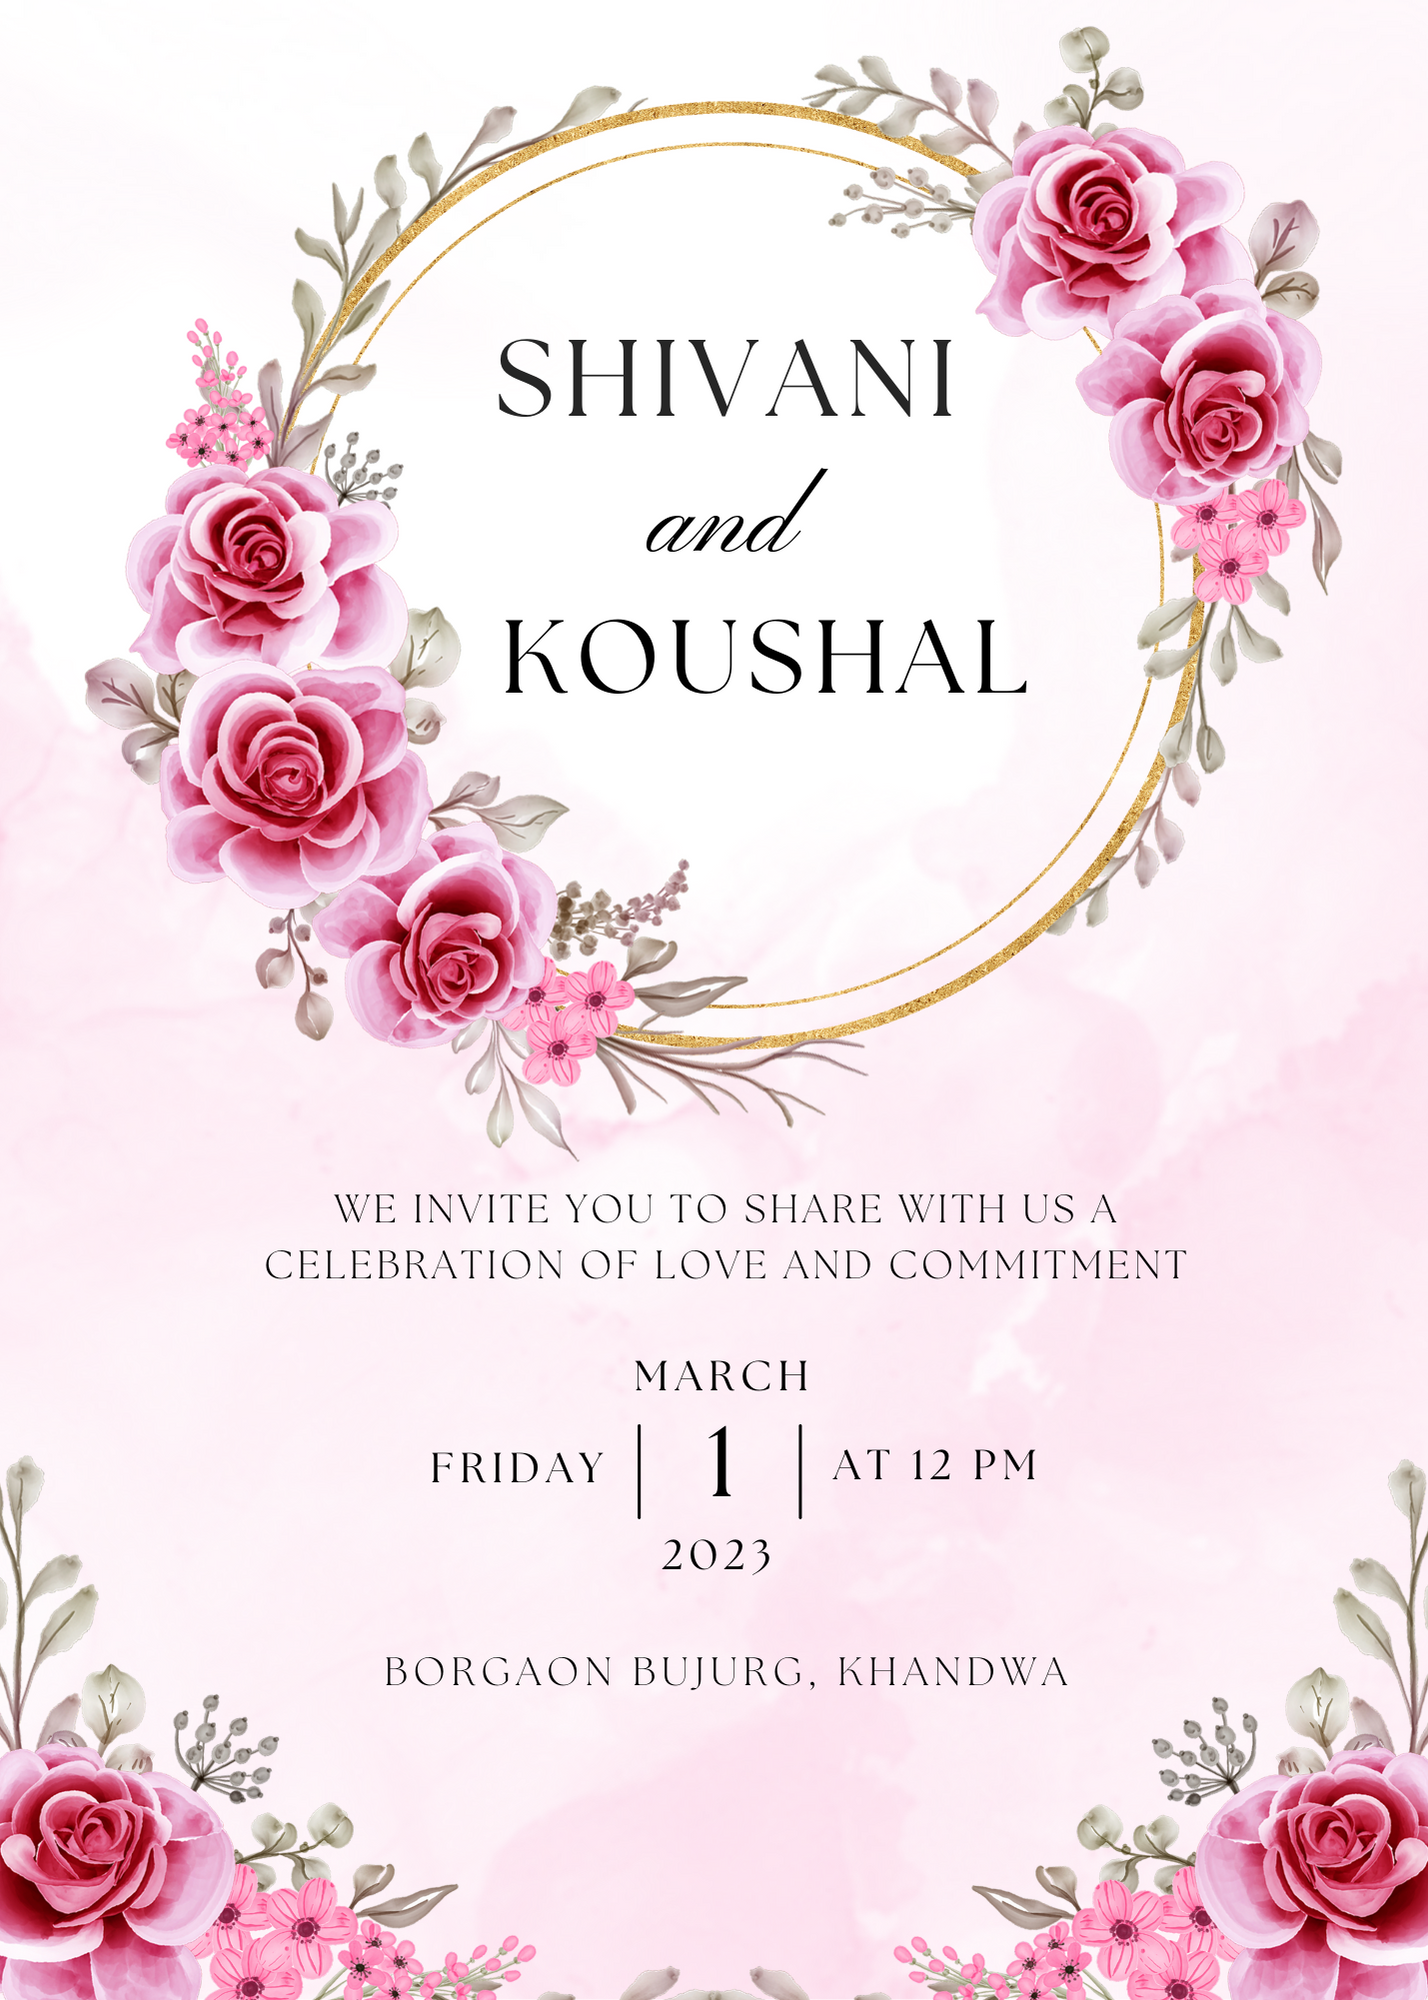 SHIVANI
and
KOUSHAL
WE INVITE YOU TO SHARE WITH US A
CELEBRATION OF LOVE AND COMMITMENT
MARCH
FRIDAY | 1 | AT 12 PM
2023
BORGAON BUJURG, KHANDWA